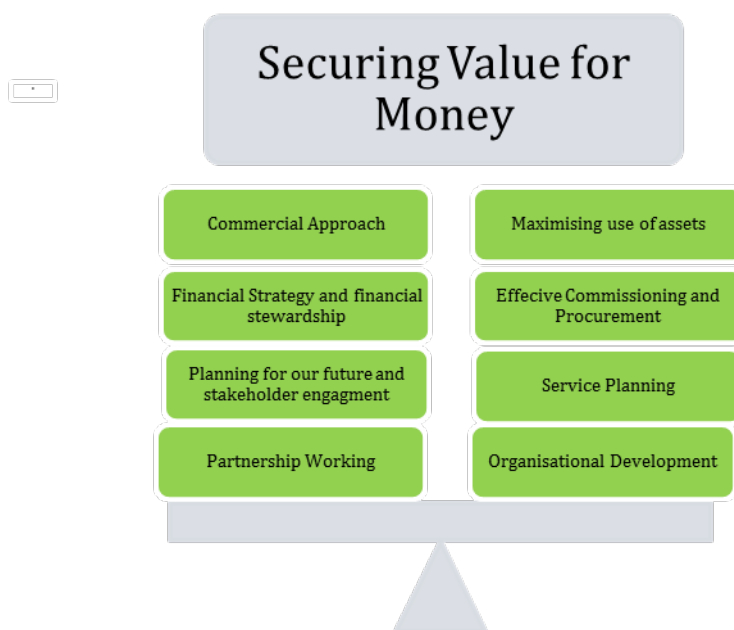 Securing Value for
Money
Commercial Approach
Maximising use of assets
Financial Strategy and financial
stewardship
Effecive Commissioning and
Procurement
Planning for our future and
stakeholder engagment
Service Planning
Partnership Working
Organisational Development